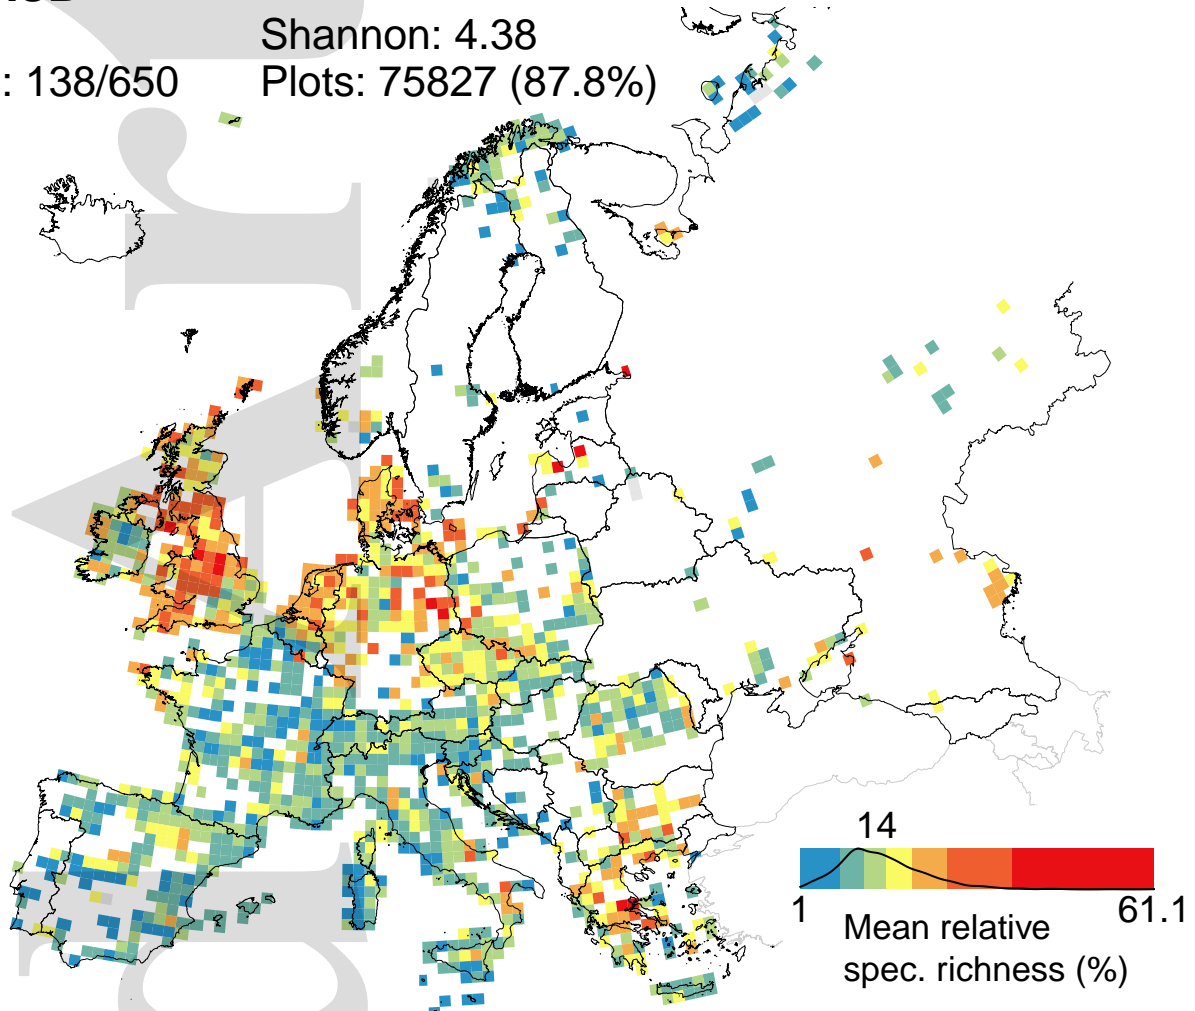 Shannon: 4.38
: 138/650 Plots: 75827 (87.8%)
14
1 61.1
Mean relative
spec. richness (%)